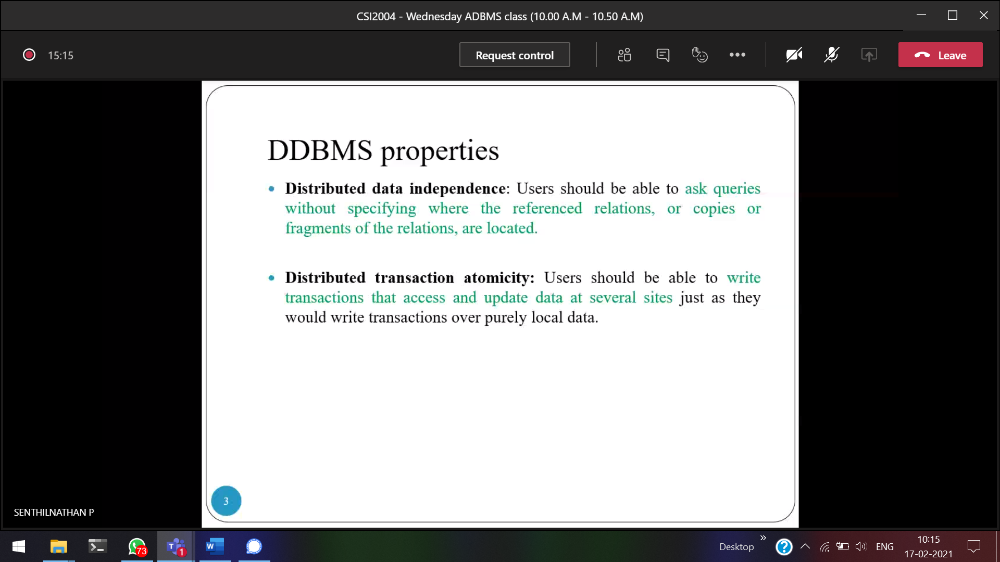 CSI2004 - Wednesday ADBMS class (10.00 A.M - 10.50 A.M)
15:15
Request control
Leave
DDBMS properties
• Distributed data independence: Users should be able to ask queries
without specifying where the referenced relations, or copies or
fragments of the relations, are located.
• Distributed transaction atomicity: Users should be able to write
transactions that access and update data at several sites just as they
would write transactions over purely local data.
3
SENTHILNATHAN P
73
T
1
W
Desktop
»
?
ENG
10:15
17-02-2021